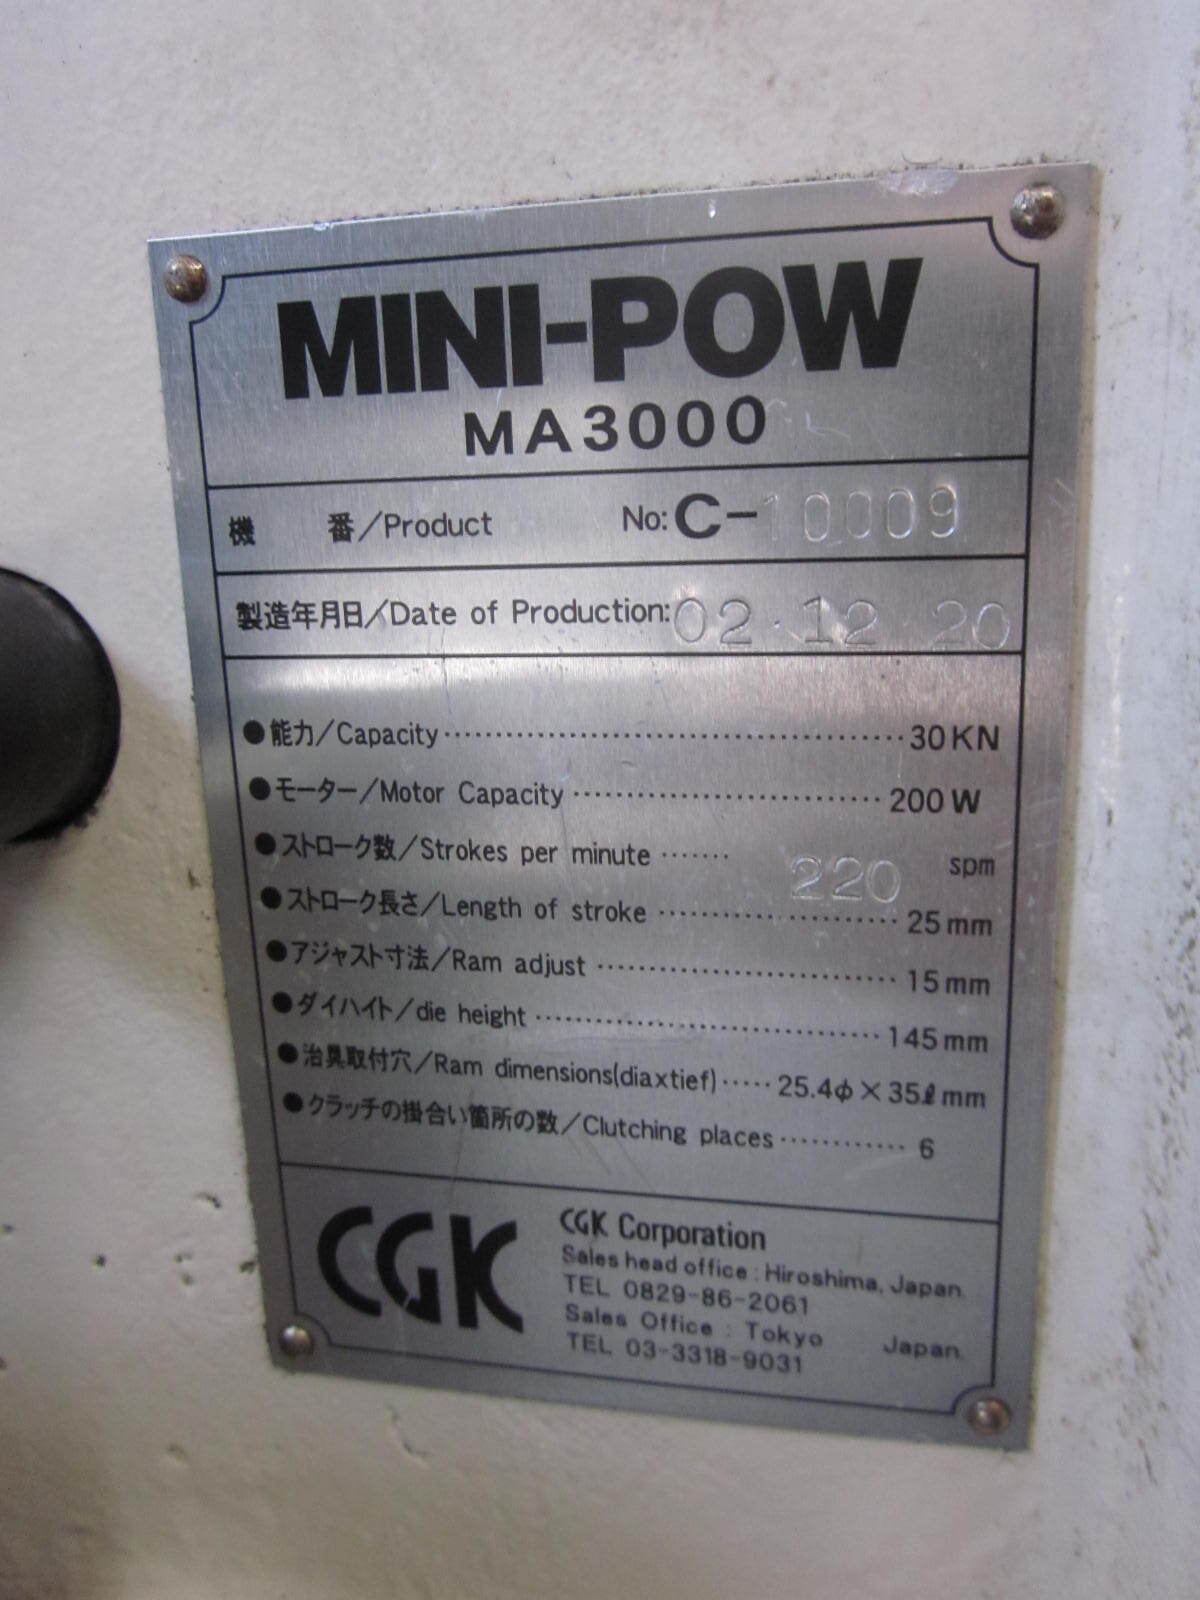 MINI-POW
MA3000
機 番/Product No: C-10009
製造年月日/Date of Production: 02.12 20
●能力/Capacity ………………………………… 30KN
●モーター/Motor Capacity ……………………… 200W
●ストローク数/Strokes per minute ……… 220 spm
●ストローク長さ/Length of stroke ………………… 25mm
●アジャスト寸法/Ram adjust ……………………… 15mm
●ダイハイト/die height ………………………… 145mm
●治具取付穴/Ram dimensions(diaxtief) …… 25.4φ×35ℓmm
●クラッチの掛合い箇所の数/Clutching places ………… 6
CGK
CGK Corporation
Sales head office : Hiroshima, Japan.
TEL 0829-86-2061
Sales Office : Tokyo Japan.
TEL 03-3318-9031